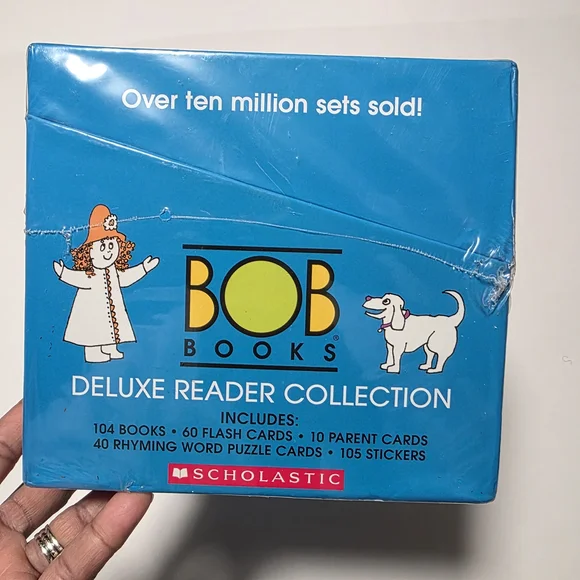 Over ten million sets sold!
BOB
BOOKS®
DELUXE READER COLLECTION
INCLUDES:
104 BOOKS • 60 FLASH CARDS • 10 PARENT CARDS
40 RHYMING WORD PUZZLE CARDS • 105 STICKERS
SCHOLASTIC